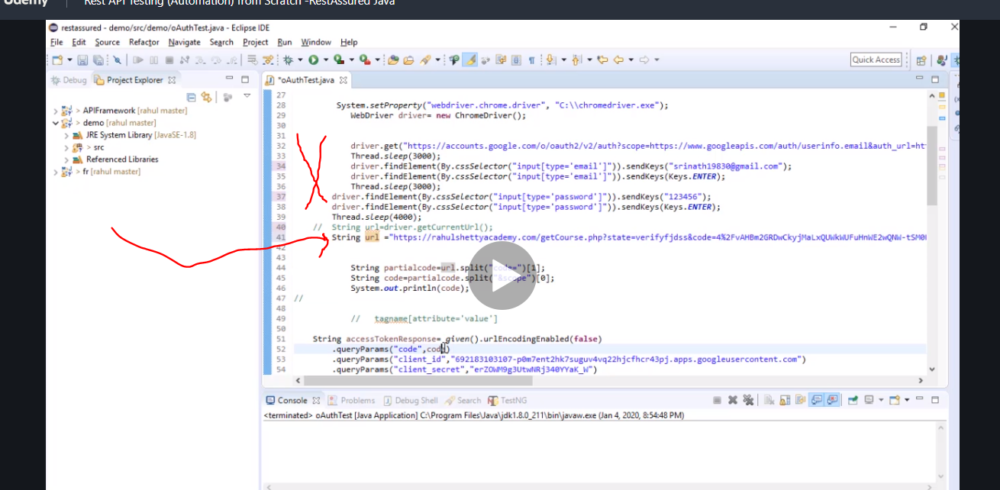 Udemy | Rest API Testing (Automation) from Scratch -RestAssured Java
restassured - demo/src/demo/oAuthTest.java - Eclipse IDE
File Edit Source Refactor Navigate Search Project Run Window Help
Quick Access
Debug Project Explorer
*oAuthTest.java
> APIFramework [rahul master]
> demo [rahul master]
JRE System Library [JavaSE-1.8]
> src
Referenced Libraries
> fr [rahul master]
27
28 System.setProperty("webdriver.chrome.driver", "C:\\chromedriver.exe");
29 WebDriver driver= new ChromeDriver();
30
31
32 driver.get("https://accounts.google.com/o/oauth2/v2/auth?scope=https://www.googleapis.com/auth/userinfo.email&auth_url=ht
33 Thread.sleep(3000);
34 driver.findElement(By.cssSelector("input[type='email']")).sendKeys("srinath19830@gmail.com");
35 driver.findElement(By.cssSelector("input[type='email']")).sendKeys(Keys.ENTER);
36 Thread.sleep(3000);
37 driver.findElement(By.cssSelector("input[type='password']")).sendKeys("123456");
38 driver.findElement(By.cssSelector("input[type='password']")).sendKeys(Keys.ENTER);
39 Thread.sleep(4000);
40 // String url=driver.getCurrentUrl();
41 String url ="https://rahulshettyacademy.com/getCourse.php?state=verifyfjdss&code=
42
43
44 String partialcode=url.split("code=")[1];
45 String code=partialcode.split("&scope")[0];
46 System.out.println(code);
47 //
48
49 // tagname[attribute='value']
50
51 String accessTokenResponse= given().urlEncodingEnabled(false)
52 .queryParams("code",code)
53 .queryParams("client_id","692183103107-p0m7ent2hk7suguv4vq22hjcfhcr43pj.apps.googleusercontent.com")
54 .queryParams("client_secret","erZOWM9g3UtwNRj340YYaK_W")
Console Problems Debug Shell Search TestNG
<terminated> oAuthTest [Java Application] C:\Program Files\Java\jdk1.8.0_211\bin\javaw.exe (Jan 4, 2020, 8:54:48 PM)